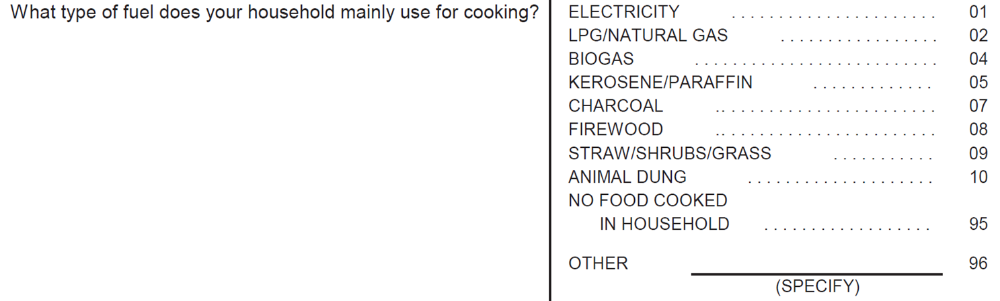 What type of fuel does your household mainly use for cooking?
ELECTRICITY . . . . . . . . . . . . . . . . . . . . . . 01
LPG/NATURAL GAS . . . . . . . . . . . . . . . . . 02
BIOGAS . . . . . . . . . . . . . . . . . . . . . . . . . . 04
KEROSENE/PARAFFIN . . . . . . . . . . . . . 05
CHARCOAL .. . . . . . . . . . . . . . . . . . . . . . . 07
FIREWOOD .. . . . . . . . . . . . . . . . . . . . . . . 08
STRAW/SHRUBS/GRASS . . . . . . . . . . . 09
ANIMAL DUNG . . . . . . . . . . . . . . . . . . . . 10
NO FOOD COOKED
IN HOUSEHOLD . . . . . . . . . . . . . . . . . . 95
OTHER 96
(SPECIFY)